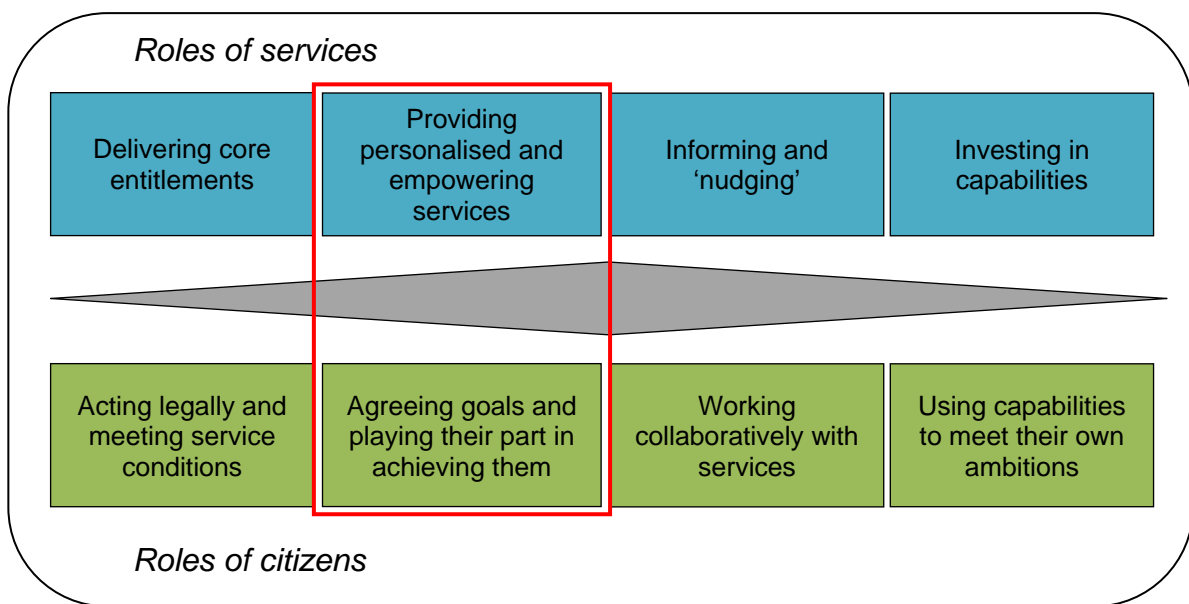 Roles of services
Delivering core
entitlements
Providing
personalised and
empowering
services
Informing and
‘nudging’
Investing in
capabilities
Acting legally and
meeting service
conditions
Agreeing goals and
playing their part in
achieving them
Working
collaboratively with
services
Using capabilities
to meet their own
ambitions
Roles of citizens